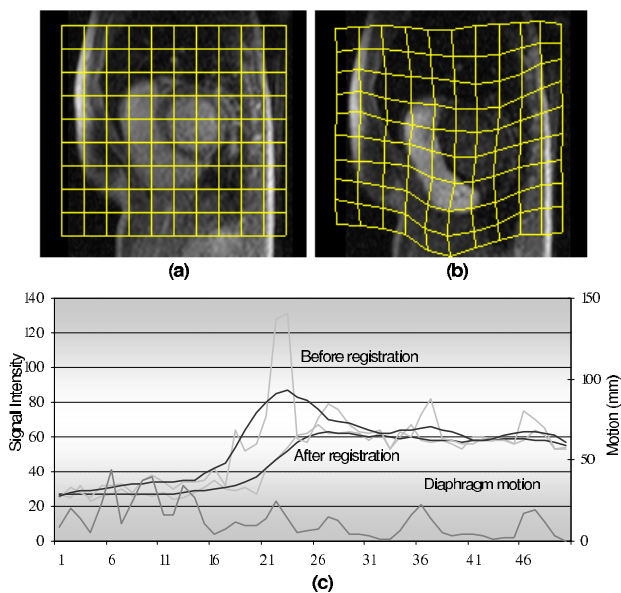 (a) (b)
140 150
120
100 100
80
60 50
40
20
0 0
Signal Intensity
Motion (mm)
Before registration
After registration
Diaphragm motion
1 6 11 16 21 26 31 36 41 46
(c)